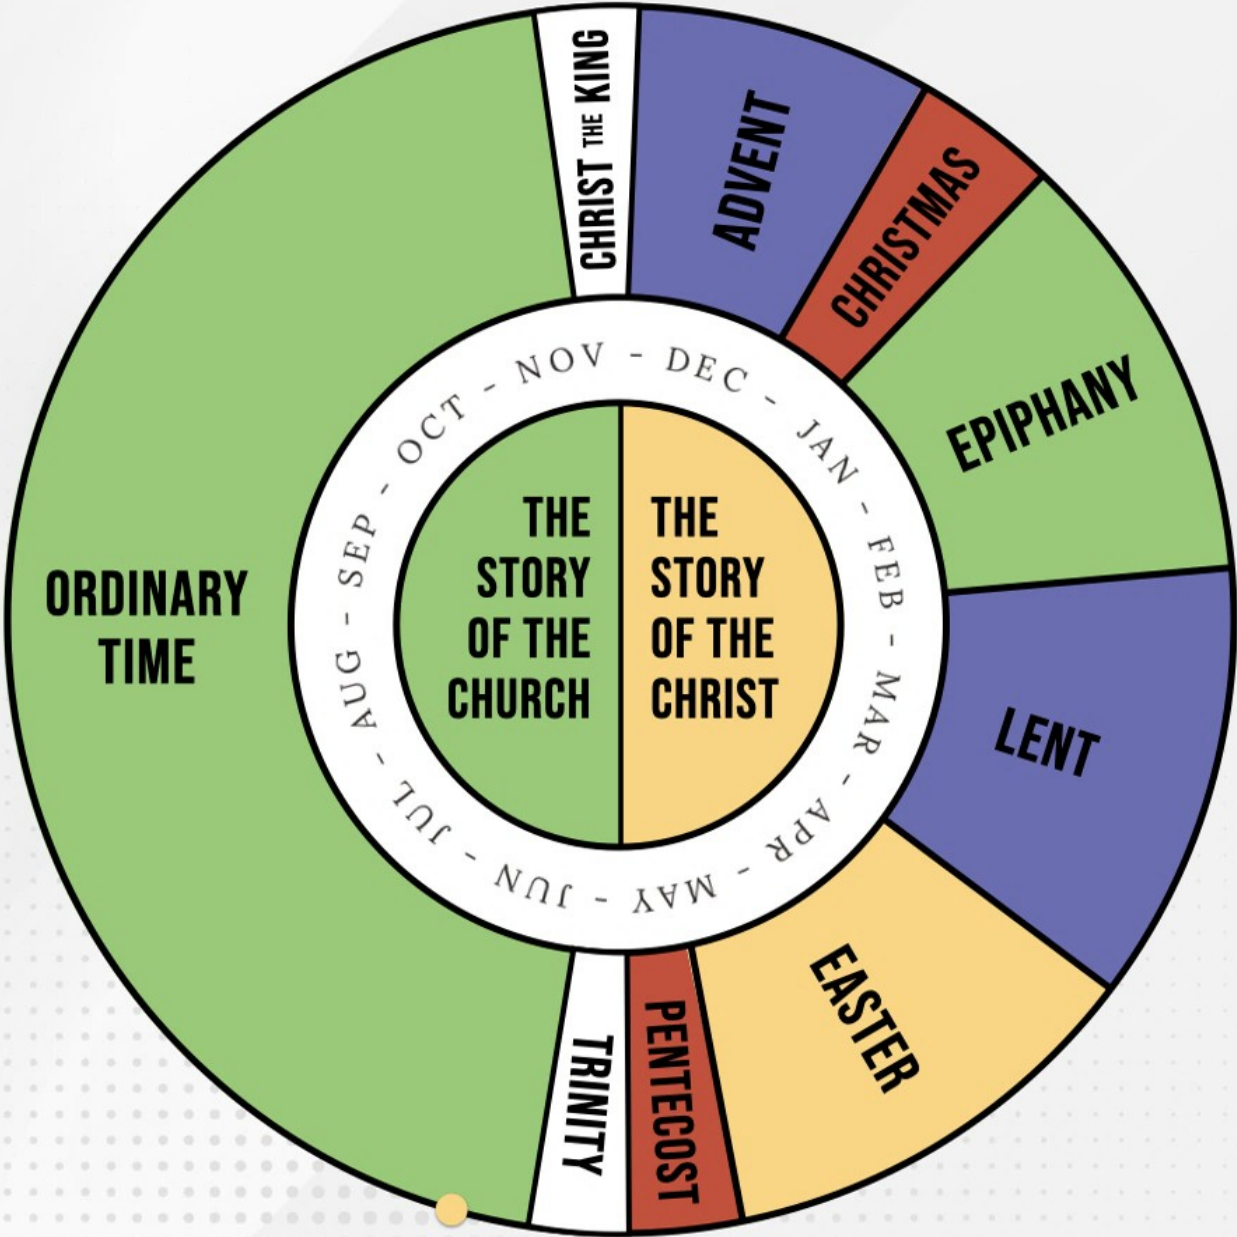 CHRIST THE KING
ADVENT
CHRISTMAS
EPIPHANY
LENT
EASTER
PENTECOST
TRINITY
ORDINARY
TIME
NOV - DEC - JAN - FEB - MAR - APR - MAY - JUN - JUL - AUG - SEP - OCT -
THE
STORY
OF THE
CHURCH
THE
STORY
OF THE
CHRIST